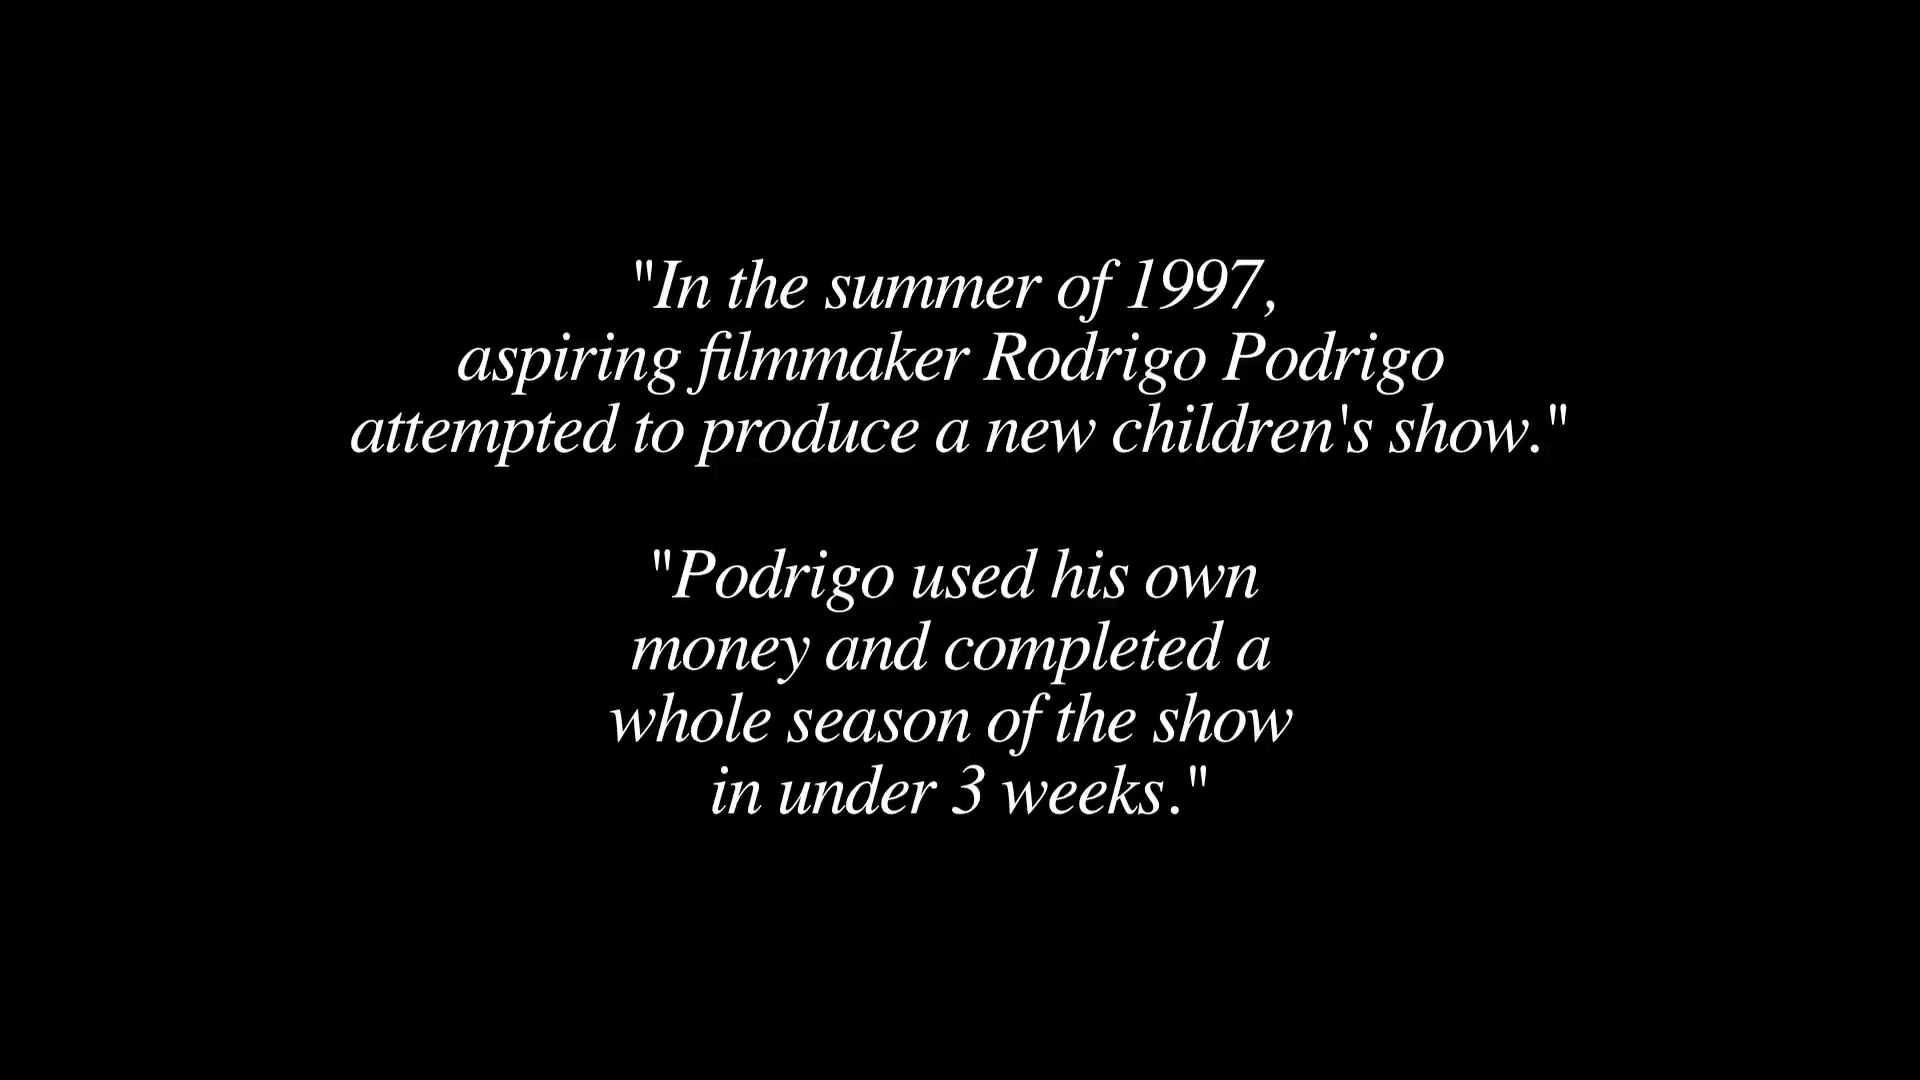 "In the summer of 1997,
aspiring filmmaker Rodrigo Podrigo
attempted to produce a new children's show."
"Podrigo used his own
money and completed a
whole season of the show
in under 3 weeks."